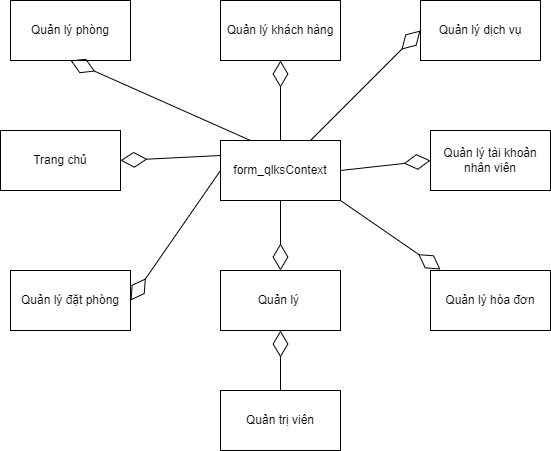 Quản lý phòng
Quản lý khách hàng
Quản lý dịch vụ
Trang chủ
form_qlksContext
Quản lý tài khoản
nhân viên
Quản lý đặt phòng
Quản lý
Quản lý hóa đơn
Quản trị viên